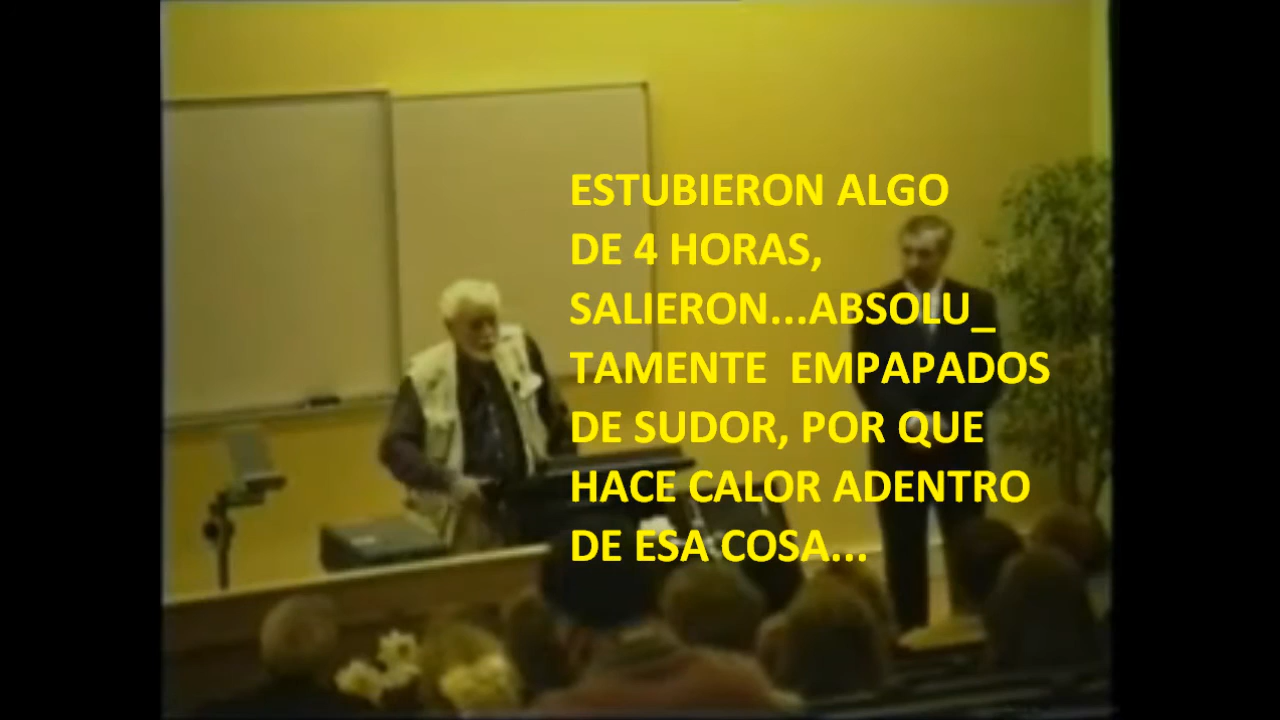 ESTUBIERON ALGO
DE 4 HORAS,
SALIERON...ABSOLU_
TAMENTE EMPAPADOS
DE SUDOR, POR QUE
HACE CALOR ADENTRO
DE ESA COSA...